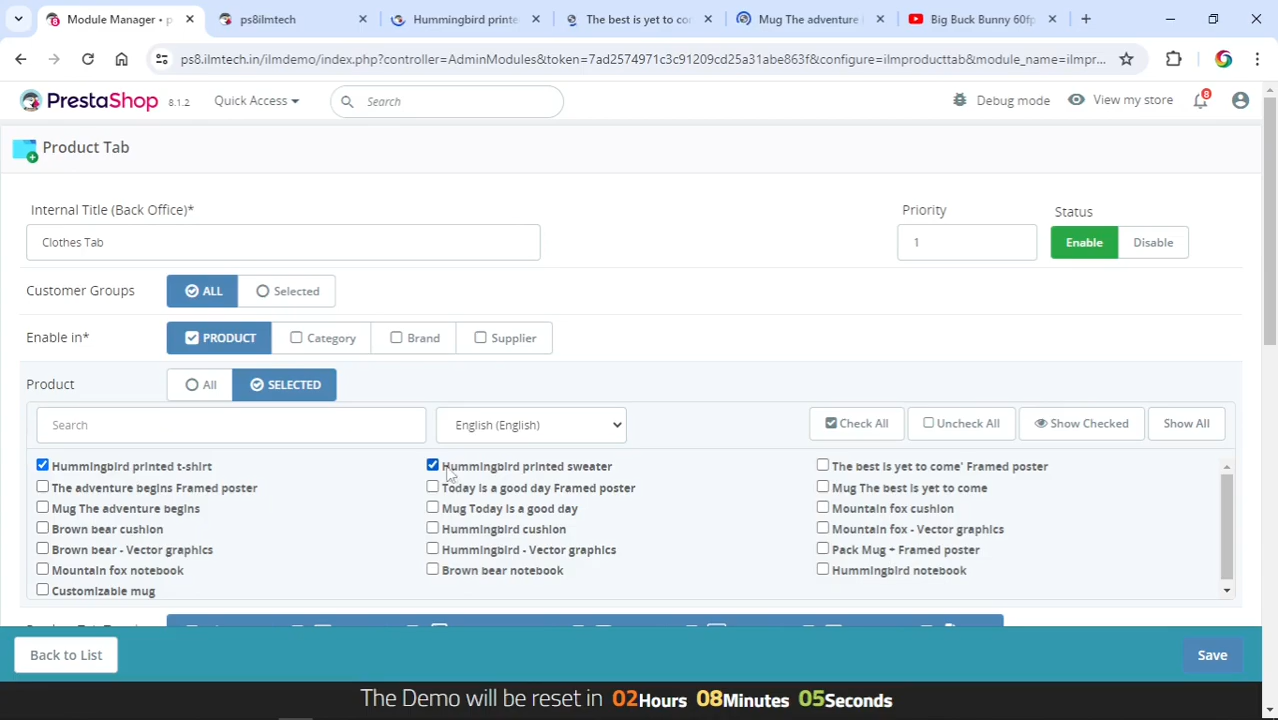 Module Manager • p
ps8ilmtech
Hummingbird printe
The best is yet to co
Mug The adventure
Big Buck Bunny 60fp
ps8.ilmtech.in/ilmdemo/index.php?controller=AdminModules&token=7ad2574971c3c91209cd25a31abe863f&configure=ilmproducttab&module_name=ilmpr...
PrestaShop 8.1.2 Quick Access Search Debug mode View my store 8
Product Tab
Internal Title (Back Office)* Priority Status
Clothes Tab 1 Enable Disable
Customer Groups ALL Selected
Enable in* PRODUCT Category Brand Supplier
Product All SELECTED
Search English (English) Check All Uncheck All Show Checked Show All
Hummingbird printed t-shirt Hummingbird printed sweater The best is yet to come' Framed poster
The adventure begins Framed poster Today is a good day Framed poster Mug The best is yet to come
Mug The adventure begins Mug Today is a good day Mountain fox cushion
Brown bear cushion Hummingbird cushion Mountain fox - Vector graphics
Brown bear - Vector graphics Hummingbird - Vector graphics Pack Mug + Framed poster
Mountain fox notebook Brown bear notebook Hummingbird notebook
Customizable mug
Back to List Save
The Demo will be reset in 02Hours 08Minutes 05Seconds